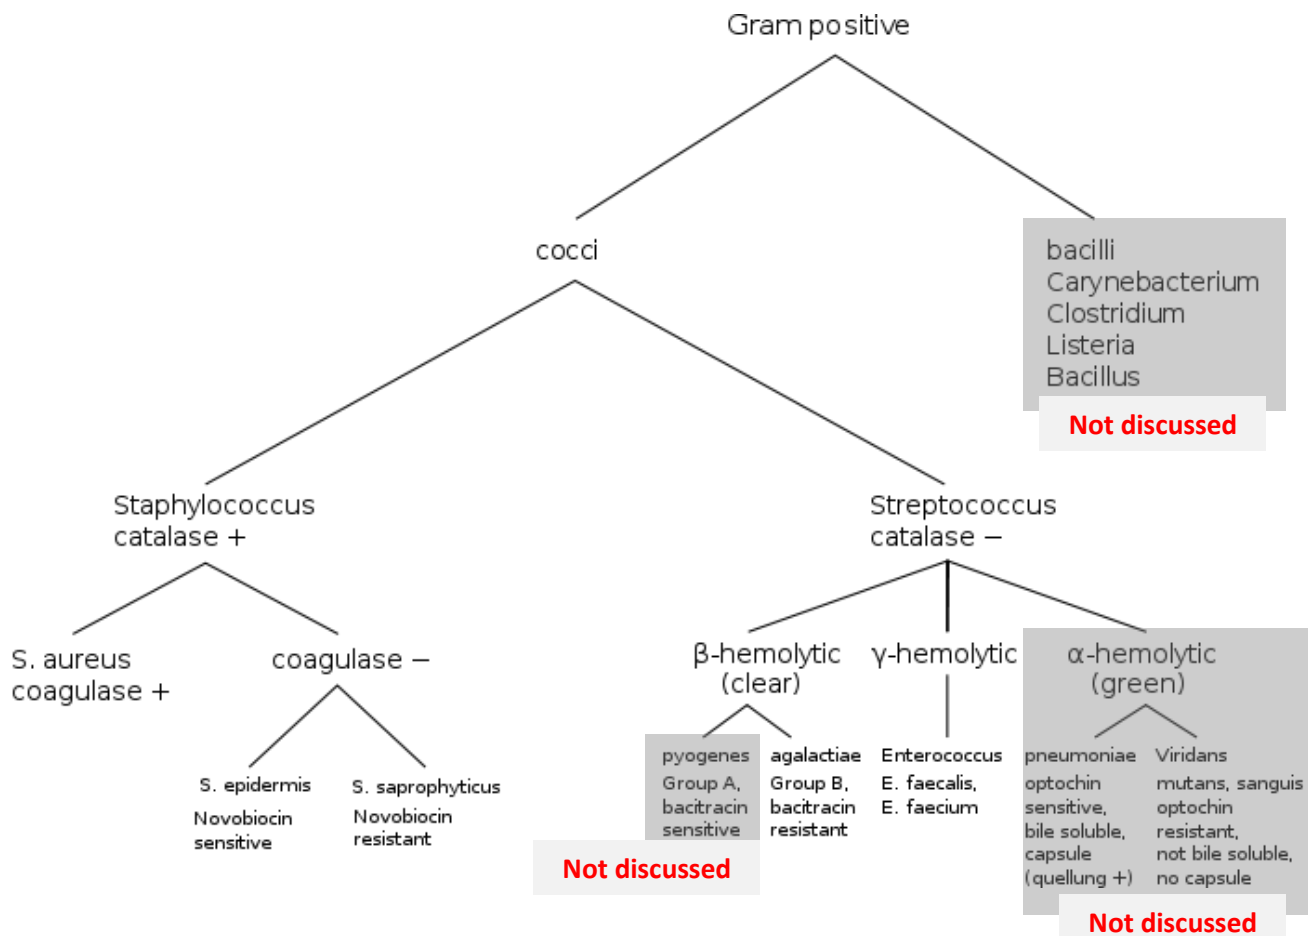 Gram positive
cocci
bacilli
Carynebacterium
Clostridium
Listeria
Bacillus
Not discussed
Staphylococcus
catalase +
Streptococcus
catalase −
S. aureus
coagulase +
coagulase −
β-hemolytic
(clear)
γ-hemolytic
α-hemolytic
(green)
S. epidermis
Novobiocin
sensitive
S. saprophyticus
Novobiocin
resistant
pyogenes
Group A,
bacitracin
sensitive
Not discussed
agalactiae
Group B,
bacitracin
resistant
Enterococcus
E. faecalis,
E. faecium
pneumoniae
optochin
sensitive,
bile soluble,
capsule
(quellung +)
Viridans
mutans, sanguis
optochin
resistant,
not bile soluble,
no capsule
Not discussed